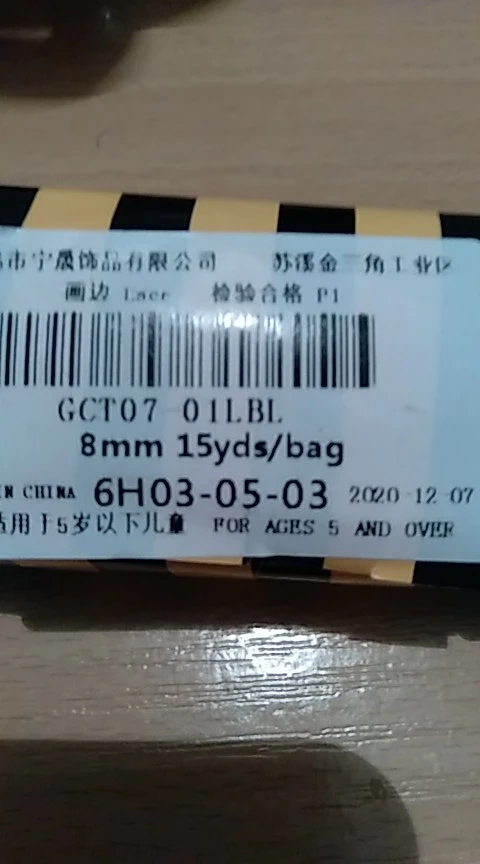 市宁晟饰品有限公司 苏溪金三角工业区
画边 Lace 检验合格 P1
GCT07 01LBL
8mm 15yds/bag
IN CHINA 6H03-05-03 2020-12-07
适用于5岁以下儿童 FOR AGES 5 AND OVER